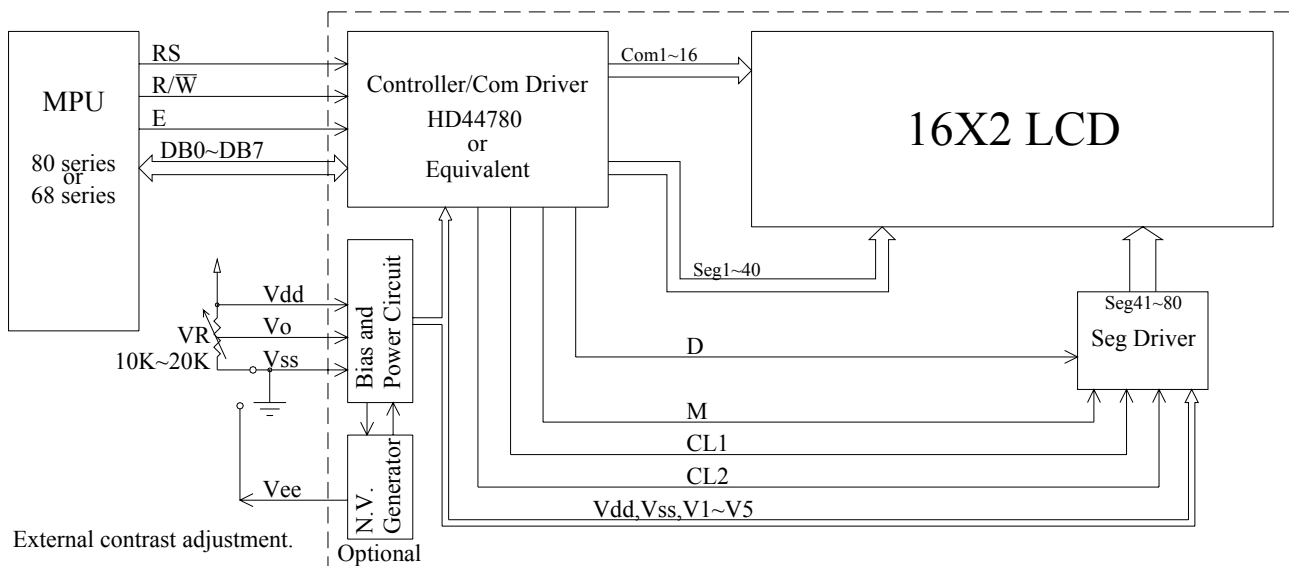 MPU
80 series
or
68 series
RS
R/W̅
E
DB0~DB7
Controller/Com Driver
HD44780
or
Equivalent
Com1~16
16X2 LCD
Seg1~40
Seg41~80
Seg Driver
Vdd
Vo
VR
10K~20K
Vss
Bias and
Power Circuit
D
M
CL1
CL2
Vdd,Vss,V1~V5
Vee
N.V.
Generator
Optional
External contrast adjustment.